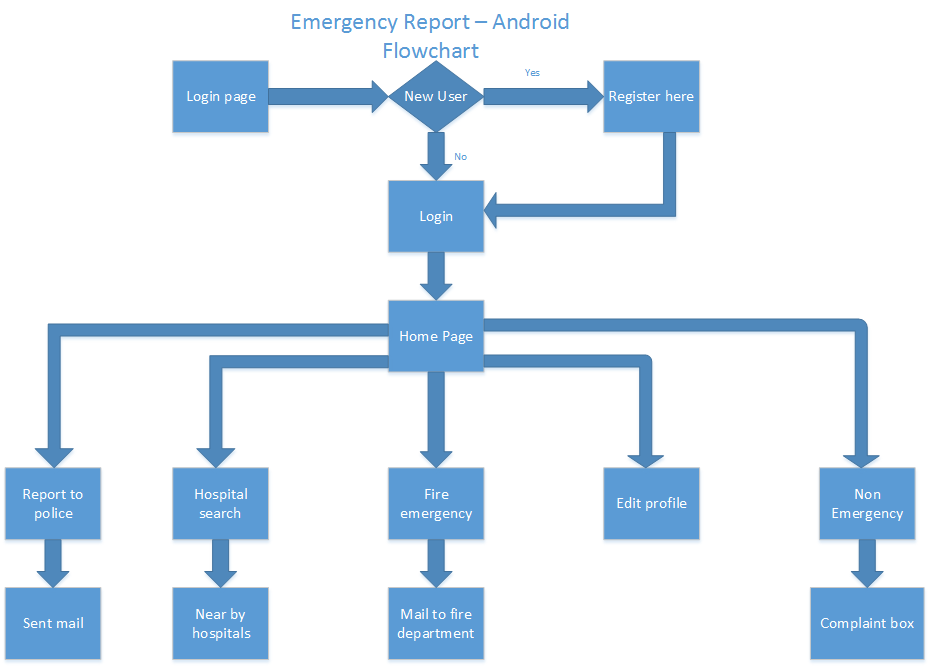 Emergency Report – Android
Flowchart
Login page
New User
Yes
Register here
No
Login
Home Page
Report to
police
Hospital
search
Fire
emergency
Edit profile
Non
Emergency
Sent mail
Near by
hospitals
Mail to fire
department
Complaint box